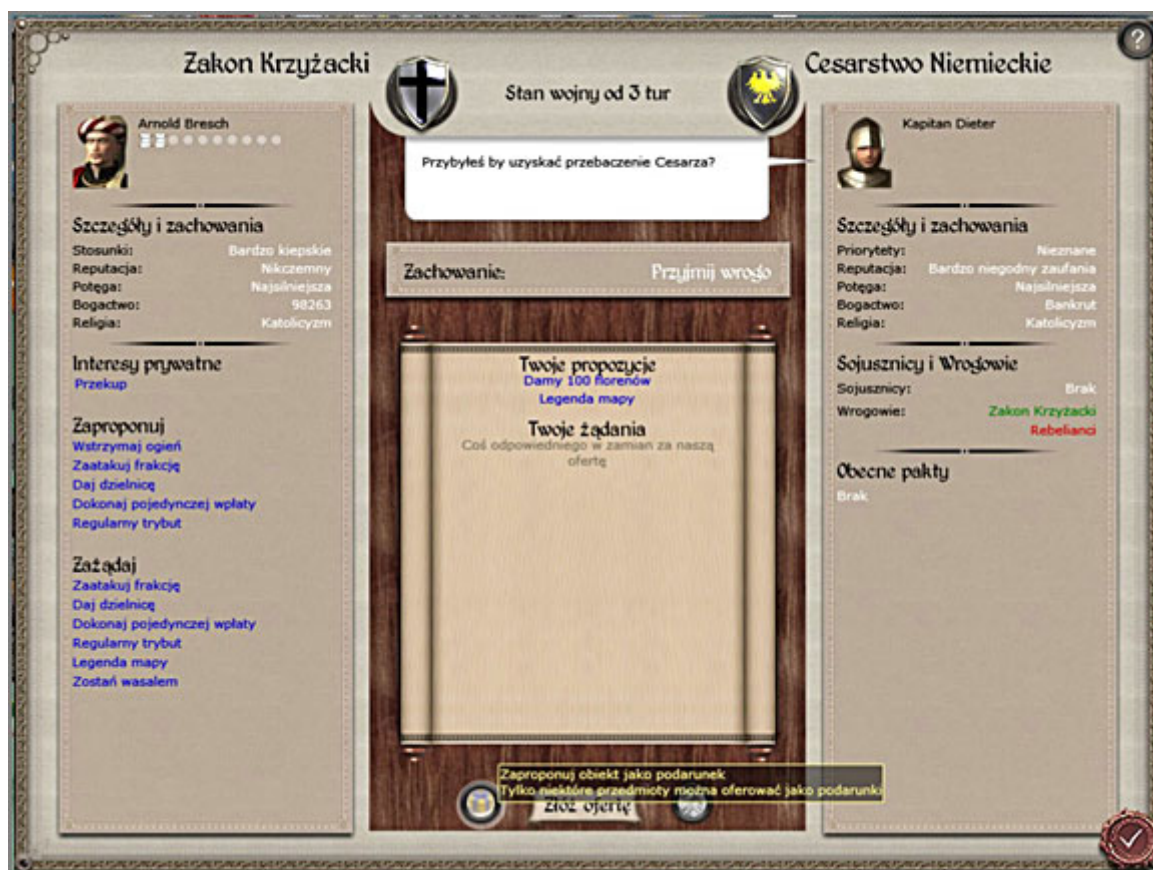 Zakon Krzyżacki
Stan wojny od 3 tur
Cesarstwo Niemieckie
?
Arnold Bresch
Szczegóły i zachowania
Stosunki: Bardzo kiepskie
Reputacja: Nikczemny
Potęga: Najsilniejsza
Bogactwo: 98263
Religia: Katolicyzm
Interesy prywatne
Przekup
Zaproponuj
Wstrzymaj ogień
Zaatakuj frakcję
Daj dzielnicę
Dokonaj pojedynczej wpłaty
Regularny trybut
Zażądaj
Zaatakuj frakcję
Daj dzielnicę
Dokonaj pojedynczej wpłaty
Regularny trybut
Legenda mapy
Zostań wasalem
Przybyłeś by uzyskać przebaczenie Cesarza?
Zachowanie: Przyjmij wrogo
Twoje propozycje
Damy 100 florenów
Legenda mapy
Twoje żądania
Coś odpowiedniego w zamian za naszą
ofertę
Zaproponuj obiekt jako podarunek
Tylko niektóre przedmioty można oferować jako podarunki
Złóż ofertę
Kapitan Dieter
Szczegóły i zachowania
Priorytety: Nieznane
Reputacja: Bardzo niegodny zaufania
Potęga: Najsilniejsza
Bogactwo: Bankrut
Religia: Katolicyzm
Sojusznicy i Wrogowie
Sojusznicy: Brak
Wrogowie: Zakon Krzyżacki
Rebelianci
Obecne pakty
Brak